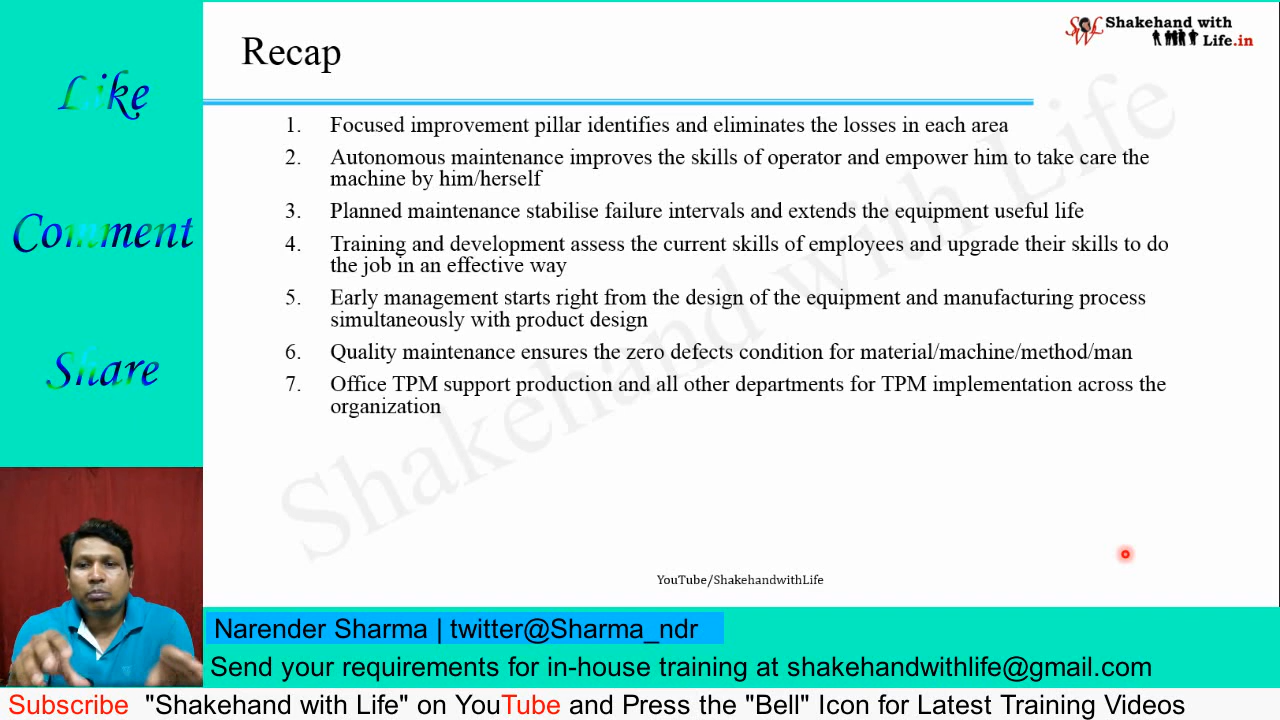 Like
Comment
Share
Recap
SWL Shakehand with
Life.in
1. Focused improvement pillar identifies and eliminates the losses in each area
2. Autonomous maintenance improves the skills of operator and empower him to take care the
machine by him/herself
3. Planned maintenance stabilise failure intervals and extends the equipment useful life
4. Training and development assess the current skills of employees and upgrade their skills to do
the job in an effective way
5. Early management starts right from the design of the equipment and manufacturing process
simultaneously with product design
6. Quality maintenance ensures the zero defects condition for material/machine/method/man
7. Office TPM support production and all other departments for TPM implementation across the
organization
Shakehand with Life
YouTube/ShakehandwithLife
Narender Sharma | twitter@Sharma_ndr
Send your requirements for in-house training at shakehandwithlife@gmail.com
Subscribe "Shakehand with Life" on YouTube and Press the "Bell" Icon for Latest Training Videos